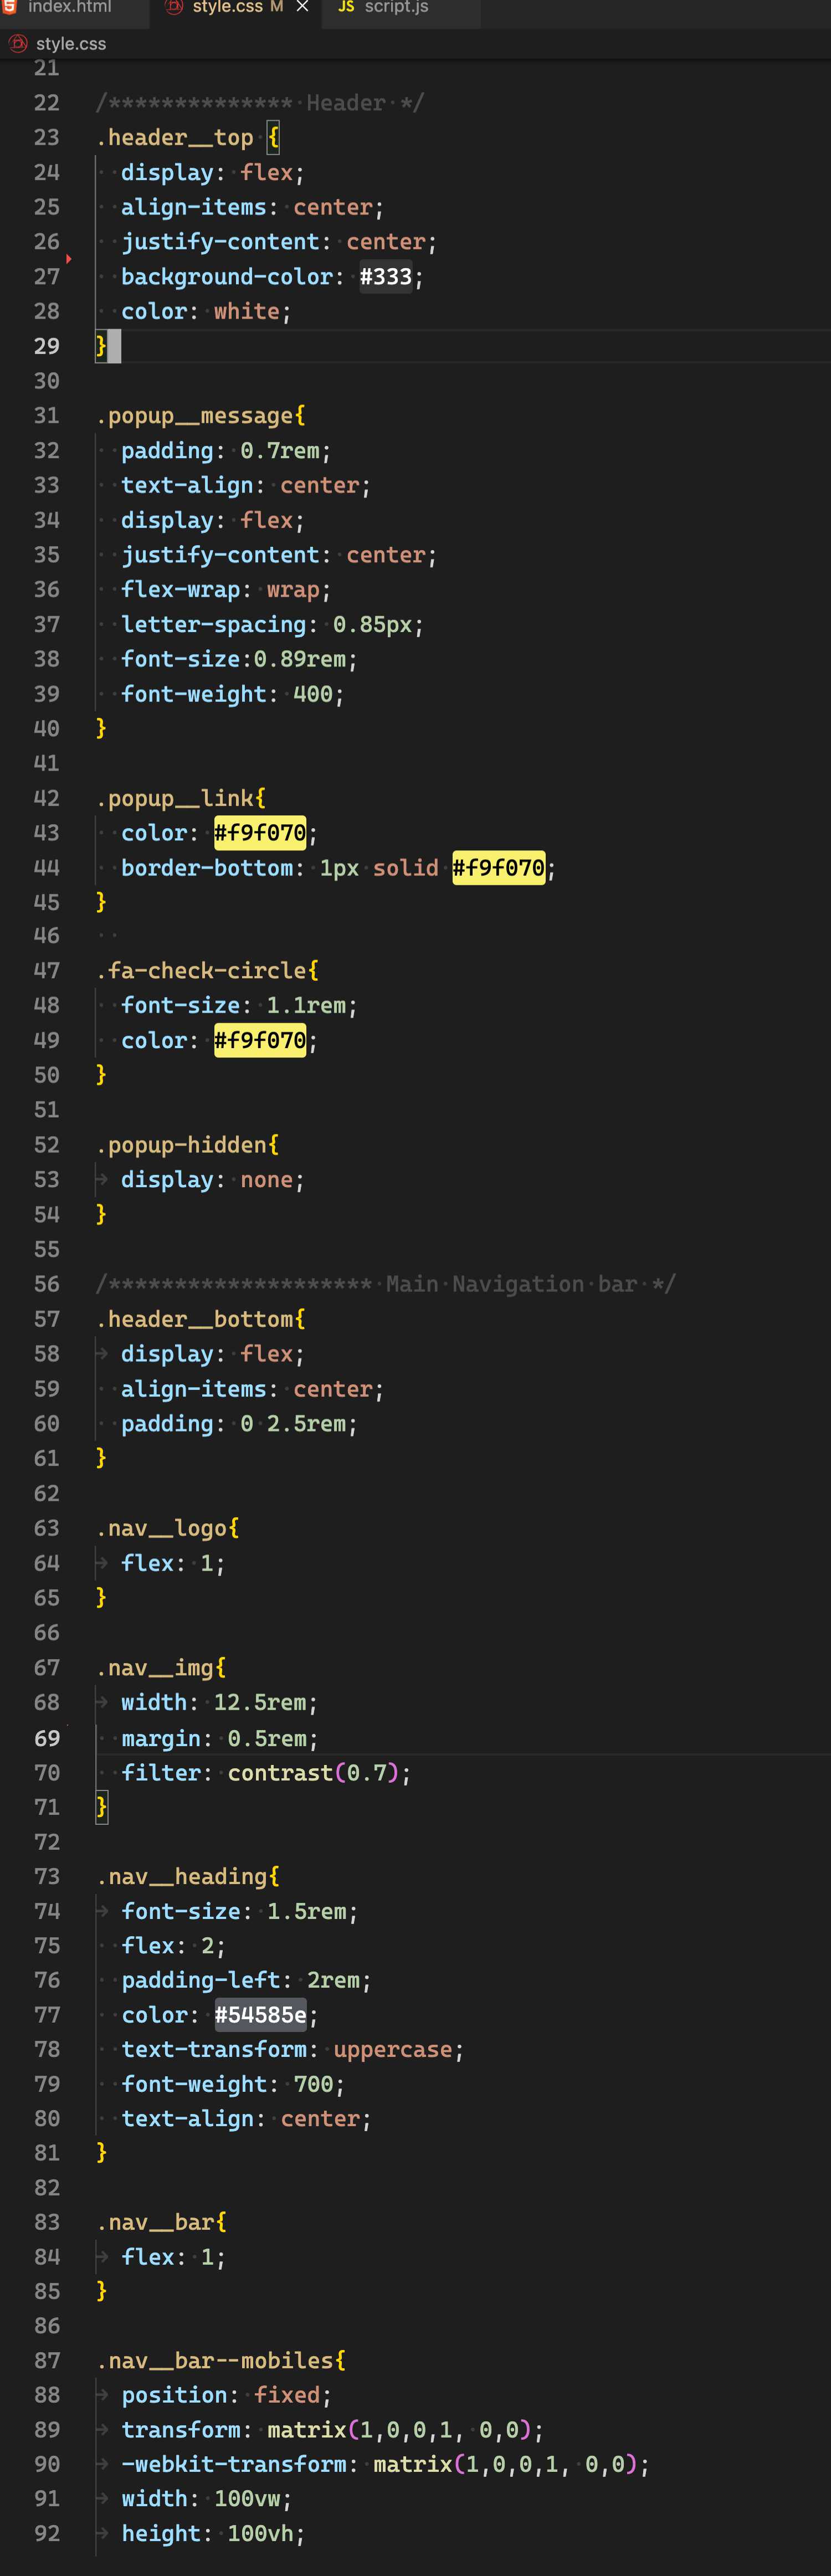 index.html style.css M × JS script.js
style.css
21
22 /************** Header */
23 .header__top {
24 display: flex;
25 align-items: center;
26 justify-content: center;
27 background-color: #333;
28 color: white;
29 }
30
31 .popup__message{
32 padding: 0.7rem;
33 text-align: center;
34 display: flex;
35 justify-content: center;
36 flex-wrap: wrap;
37 letter-spacing: 0.85px;
38 font-size:0.89rem;
39 font-weight: 400;
40 }
41
42 .popup__link{
43 color: #f9f070;
44 border-bottom: 1px solid #f9f070;
45 }
46
47 .fa-check-circle{
48 font-size: 1.1rem;
49 color: #f9f070;
50 }
51
52 .popup-hidden{
53 display: none;
54 }
55
56 /******************** Main Navigation bar */
57 .header__bottom{
58 display: flex;
59 align-items: center;
60 padding: 0 2.5rem;
61 }
62
63 .nav__logo{
64 flex: 1;
65 }
66
67 .nav__img{
68 width: 12.5rem;
69 margin: 0.5rem;
70 filter: contrast(0.7);
71 }
72
73 .nav__heading{
74 font-size: 1.5rem;
75 flex: 2;
76 padding-left: 2rem;
77 color: #54585e;
78 text-transform: uppercase;
79 font-weight: 700;
80 text-align: center;
81 }
82
83 .nav__bar{
84 flex: 1;
85 }
86
87 .nav__bar--mobiles{
88 position: fixed;
89 transform: matrix(1,0,0,1, 0,0);
90 -webkit-transform: matrix(1,0,0,1, 0,0);
91 width: 100vw;
92 height: 100vh;